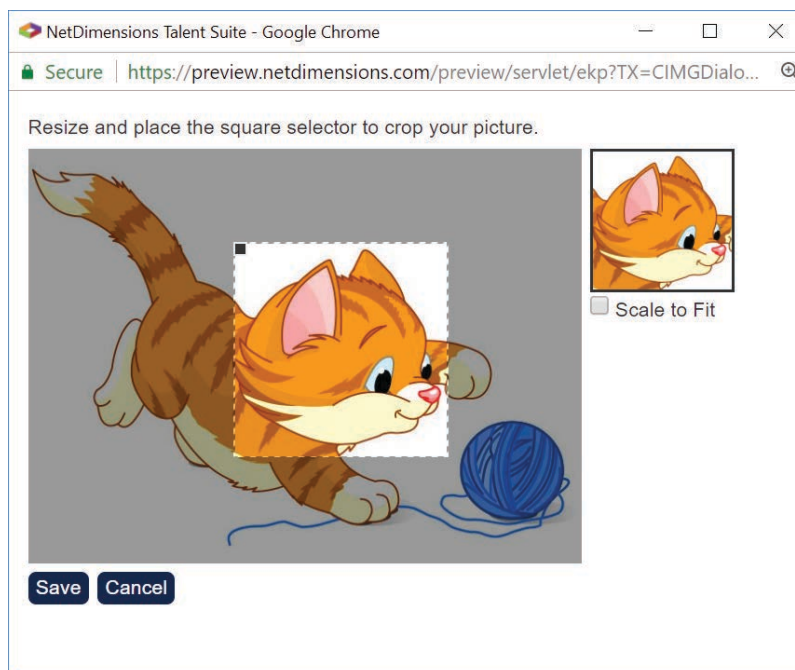 NetDimensions Talent Suite - Google Chrome
Secure https://preview.netdimensions.com/preview/servlet/ekp?TX=CIMGDialo...
Resize and place the square selector to crop your picture.
Scale to Fit
Save Cancel